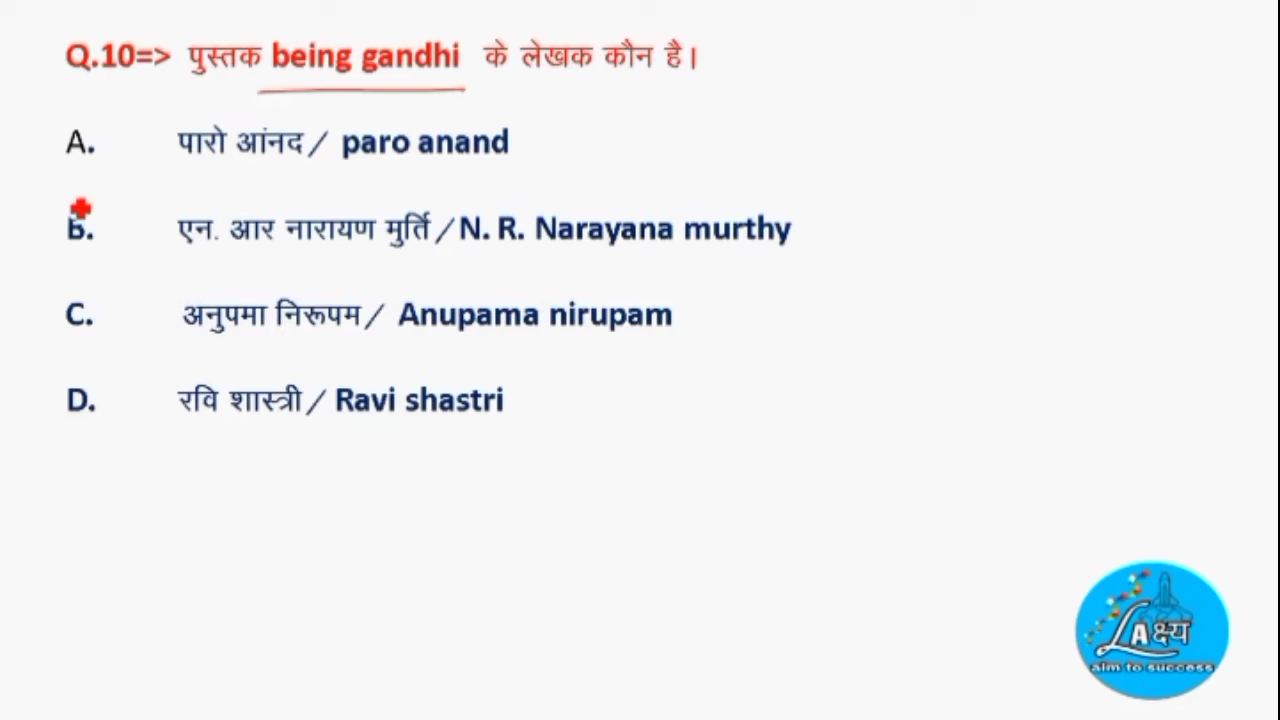 Q.10=> पुस्तक being gandhi के लेखक कौन है।
A. पारो आंनद/ paro anand
B. एन. आर नारायण मुर्ति/N. R. Narayana murthy
C. अनुपमा निरूपम/ Anupama nirupam
D. रवि शास्त्री/ Ravi shastri
LAक्ष्य
aim to success